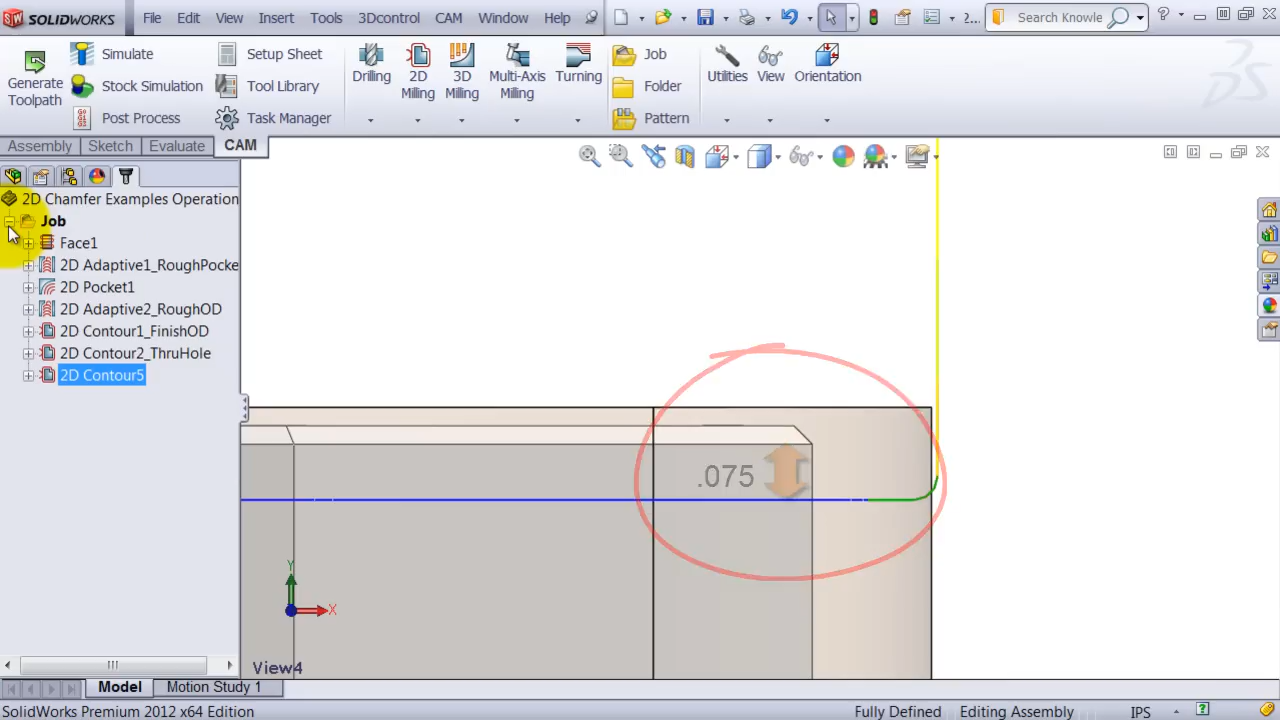 SOLIDWORKS File Edit View Insert Tools 3Dcontrol CAM Window Help 2... Search Knowle
Generate Toolpath
Simulate
Stock Simulation
Post Process
Setup Sheet
Tool Library
Task Manager
Drilling
2D Milling
3D Milling
Multi-Axis Milling
Turning
Job
Folder
Pattern
Utilities
View
Orientation
Assembly Sketch Evaluate CAM
2D Chamfer Examples Operation
Job
Face1
2D Adaptive1_RoughPocke
2D Pocket1
2D Adaptive2_RoughOD
2D Contour1_FinishOD
2D Contour2_ThruHole
2D Contour5
.075
Y
X
View4
Model Motion Study 1
SolidWorks Premium 2012 x64 Edition Fully Defined Editing Assembly IPS